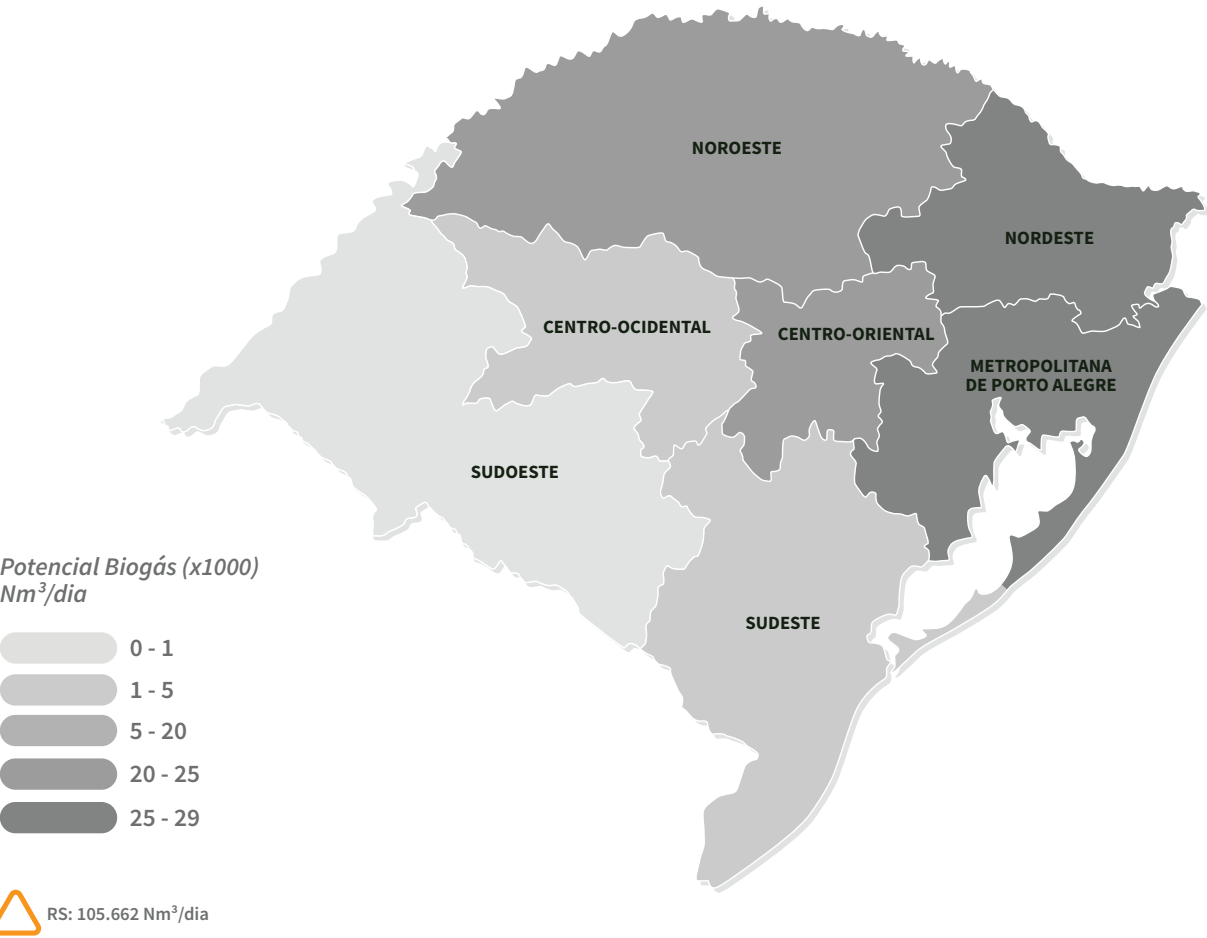 NOROESTE
NORDESTE
CENTRO-OCIDENTAL
CENTRO-ORIENTAL
METROPOLITANA
DE PORTO ALEGRE
SUDOESTE
SUDESTE
Potencial Biogás (x1000)
Nm³/dia
0 - 1
1 - 5
5 - 20
20 - 25
25 - 29
RS: 105.662 Nm³/dia